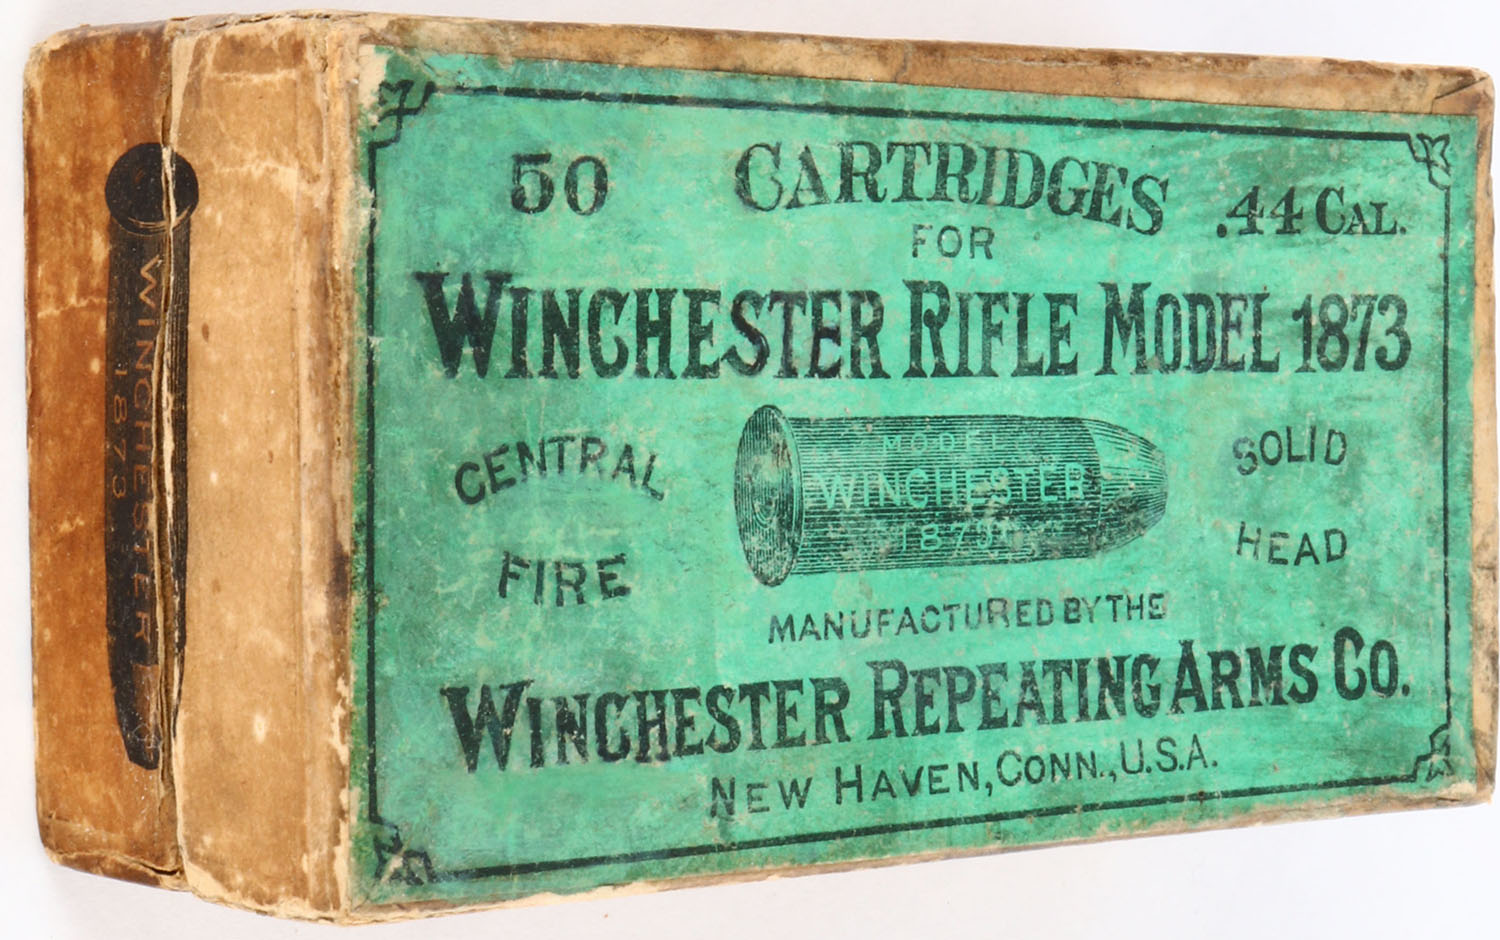 50 CARTRIDGES .44 CAL.
FOR
WINCHESTER RIFLE MODEL 1873
CENTRAL
FIRE
MODEL
WINCHESTER
1873
SOLID
HEAD
MANUFACTURED BY THE
WINCHESTER REPEATING ARMS CO.
NEW HAVEN, CONN., U.S.A.
WINCHESTER
1873